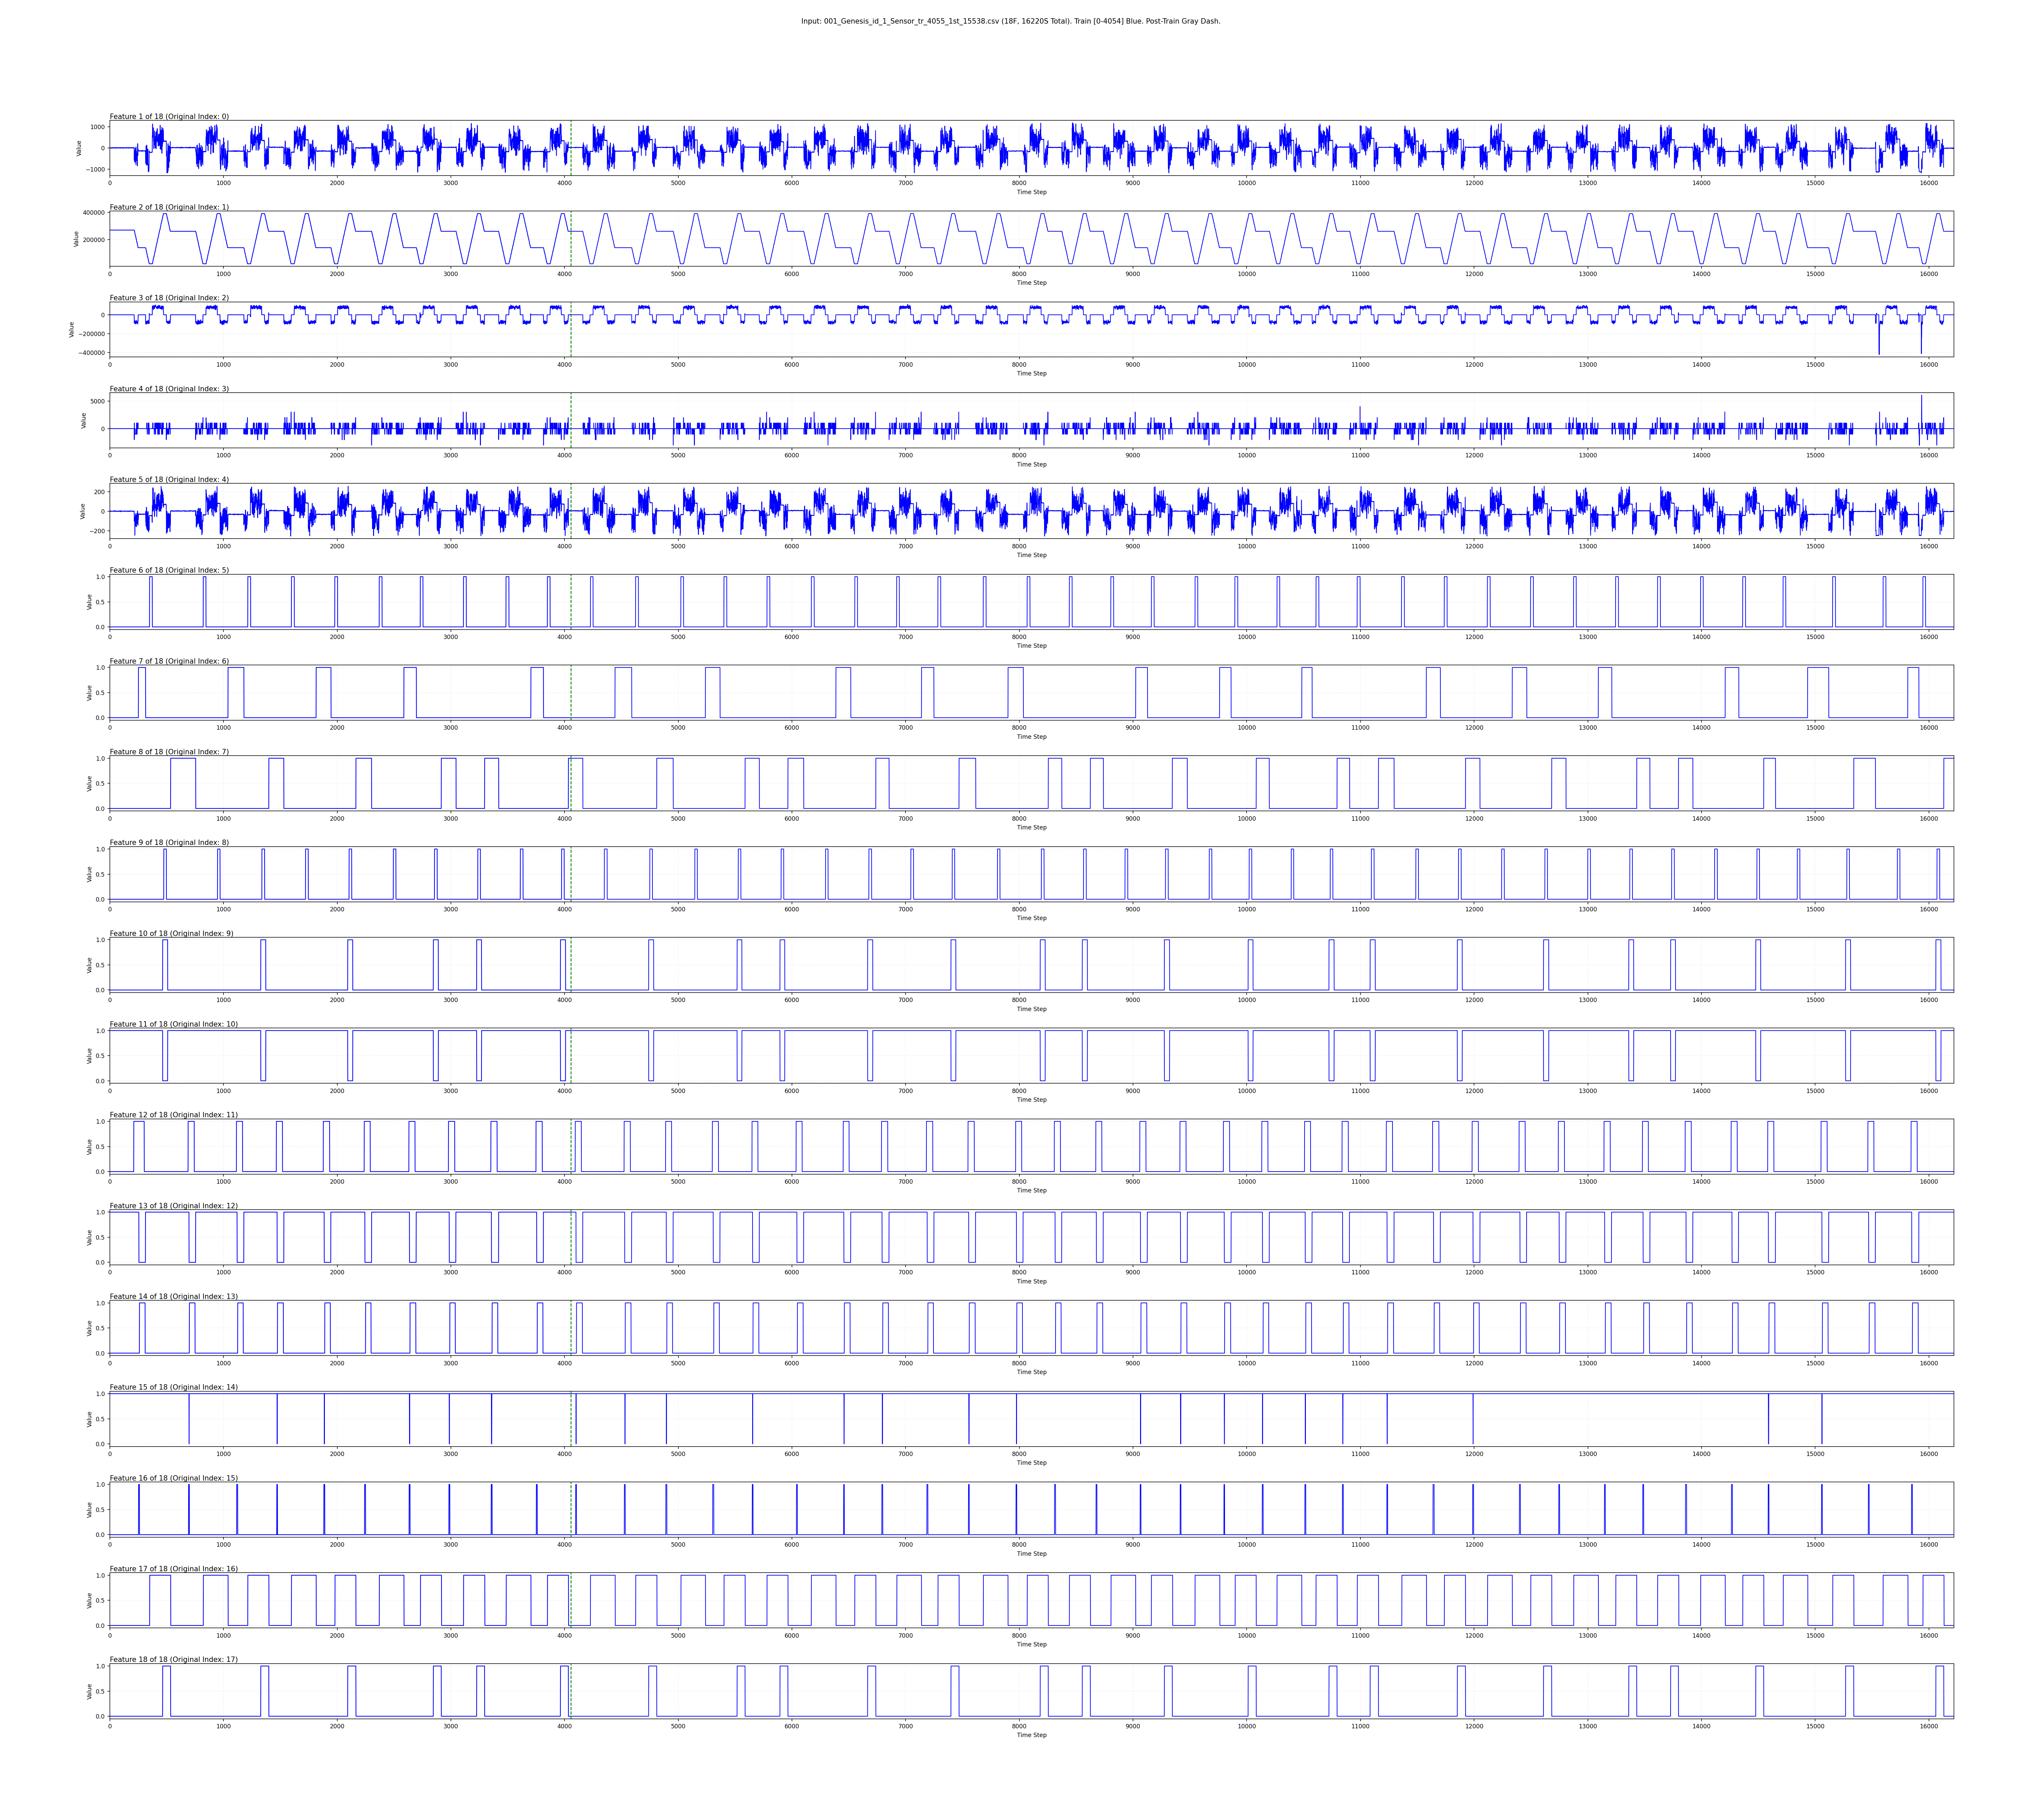 Input: 001_Genesis_id_1_Sensor_tr_4055_1st_15538.csv (18F, 16220S Total). Train [0-4054] Blue. Post-Train Gray Dash.
Feature 1 of 18 (Original Index: 0)
1000
0
−1000
Value
0 1000 2000 3000 4000 5000 6000 7000 8000 9000 10000 11000 12000 13000 14000 15000 16000
Time Step
Feature 2 of 18 (Original Index: 1)
400000
200000
Value
0 1000 2000 3000 4000 5000 6000 7000 8000 9000 10000 11000 12000 13000 14000 15000 16000
Time Step
Feature 3 of 18 (Original Index: 2)
0
−200000
−400000
Value
0 1000 2000 3000 4000 5000 6000 7000 8000 9000 10000 11000 12000 13000 14000 15000 16000
Time Step
Feature 4 of 18 (Original Index: 3)
5000
0
Value
0 1000 2000 3000 4000 5000 6000 7000 8000 9000 10000 11000 12000 13000 14000 15000 16000
Time Step
Feature 5 of 18 (Original Index: 4)
200
0
−200
Value
0 1000 2000 3000 4000 5000 6000 7000 8000 9000 10000 11000 12000 13000 14000 15000 16000
Time Step
Feature 6 of 18 (Original Index: 5)
1.0
0.5
0.0
Value
0 1000 2000 3000 4000 5000 6000 7000 8000 9000 10000 11000 12000 13000 14000 15000 16000
Time Step
Feature 7 of 18 (Original Index: 6)
1.0
0.5
0.0
Value
0 1000 2000 3000 4000 5000 6000 7000 8000 9000 10000 11000 12000 13000 14000 15000 16000
Time Step
Feature 8 of 18 (Original Index: 7)
1.0
0.5
0.0
Value
0 1000 2000 3000 4000 5000 6000 7000 8000 9000 10000 11000 12000 13000 14000 15000 16000
Time Step
Feature 9 of 18 (Original Index: 8)
1.0
0.5
0.0
Value
0 1000 2000 3000 4000 5000 6000 7000 8000 9000 10000 11000 12000 13000 14000 15000 16000
Time Step
Feature 10 of 18 (Original Index: 9)
1.0
0.5
0.0
Value
0 1000 2000 3000 4000 5000 6000 7000 8000 9000 10000 11000 12000 13000 14000 15000 16000
Time Step
Feature 11 of 18 (Original Index: 10)
1.0
0.5
0.0
Value
0 1000 2000 3000 4000 5000 6000 7000 8000 9000 10000 11000 12000 13000 14000 15000 16000
Time Step
Feature 12 of 18 (Original Index: 11)
1.0
0.5
0.0
Value
0 1000 2000 3000 4000 5000 6000 7000 8000 9000 10000 11000 12000 13000 14000 15000 16000
Time Step
Feature 13 of 18 (Original Index: 12)
1.0
0.5
0.0
Value
0 1000 2000 3000 4000 5000 6000 7000 8000 9000 10000 11000 12000 13000 14000 15000 16000
Time Step
Feature 14 of 18 (Original Index: 13)
1.0
0.5
0.0
Value
0 1000 2000 3000 4000 5000 6000 7000 8000 9000 10000 11000 12000 13000 14000 15000 16000
Time Step
Feature 15 of 18 (Original Index: 14)
1.0
0.5
0.0
Value
0 1000 2000 3000 4000 5000 6000 7000 8000 9000 10000 11000 12000 13000 14000 15000 16000
Time Step
Feature 16 of 18 (Original Index: 15)
1.0
0.5
0.0
Value
0 1000 2000 3000 4000 5000 6000 7000 8000 9000 10000 11000 12000 13000 14000 15000 16000
Time Step
Feature 17 of 18 (Original Index: 16)
1.0
0.5
0.0
Value
0 1000 2000 3000 4000 5000 6000 7000 8000 9000 10000 11000 12000 13000 14000 15000 16000
Time Step
Feature 18 of 18 (Original Index: 17)
1.0
0.5
0.0
Value
0 1000 2000 3000 4000 5000 6000 7000 8000 9000 10000 11000 12000 13000 14000 15000 16000
Time Step